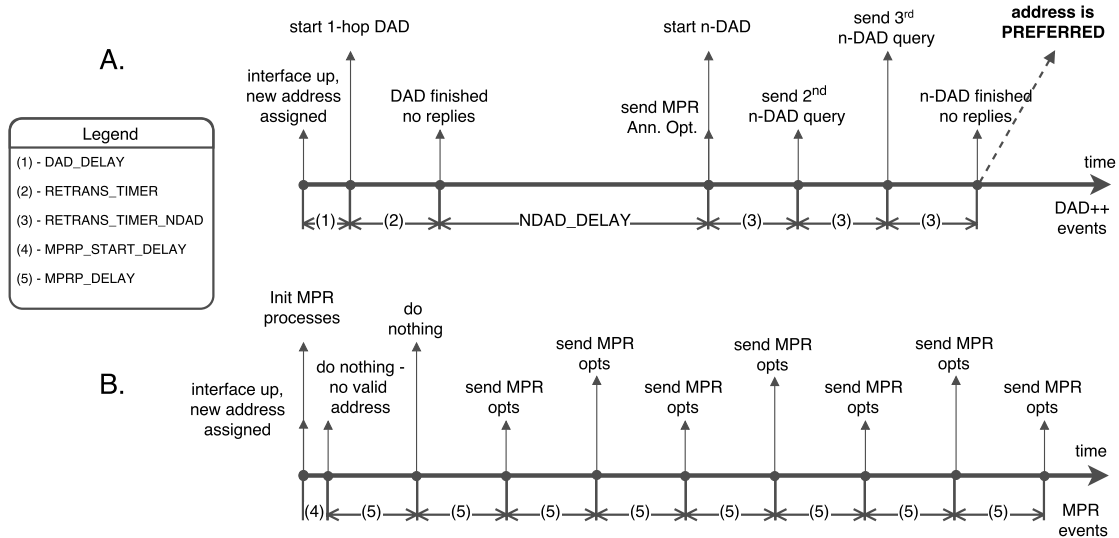 A.
start 1-hop DAD
start n-DAD
send 3rd
n-DAD query
address is
PREFERRED
interface up,
new address
assigned
DAD finished
no replies
send MPR
Ann. Opt.
send 2nd
n-DAD query
n-DAD finished
no replies
time
(1)
(2)
NDAD_DELAY
(3)
(3)
(3)
DAD++
events
Legend
(1) - DAD_DELAY
(2) - RETRANS_TIMER
(3) - RETRANS_TIMER_NDAD
(4) - MPRP_START_DELAY
(5) - MPRP_DELAY
B.
Init MPR
processes
do
nothing
interface up,
new address
assigned
do nothing -
no valid
address
send MPR
opts
send MPR
opts
send MPR
opts
send MPR
opts
send MPR
opts
send MPR
opts
send MPR
opts
time
(4)
(5)
(5)
(5)
(5)
(5)
(5)
(5)
(5)
MPR
events